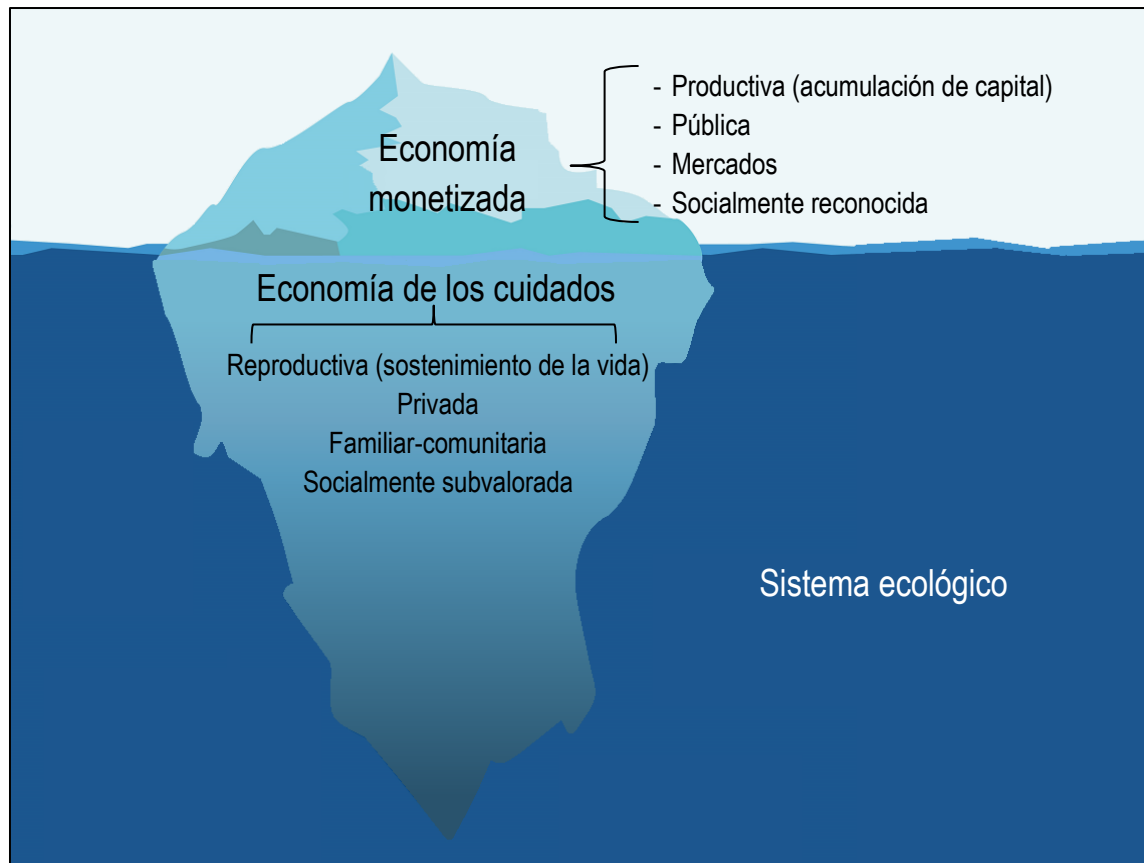 Economía
monetizada
- Productiva (acumulación de capital)
- Pública
- Mercados
- Socialmente reconocida
Economía de los cuidados
Reproductiva (sostenimiento de la vida)
Privada
Familiar-comunitaria
Socialmente subvalorada
Sistema ecológico